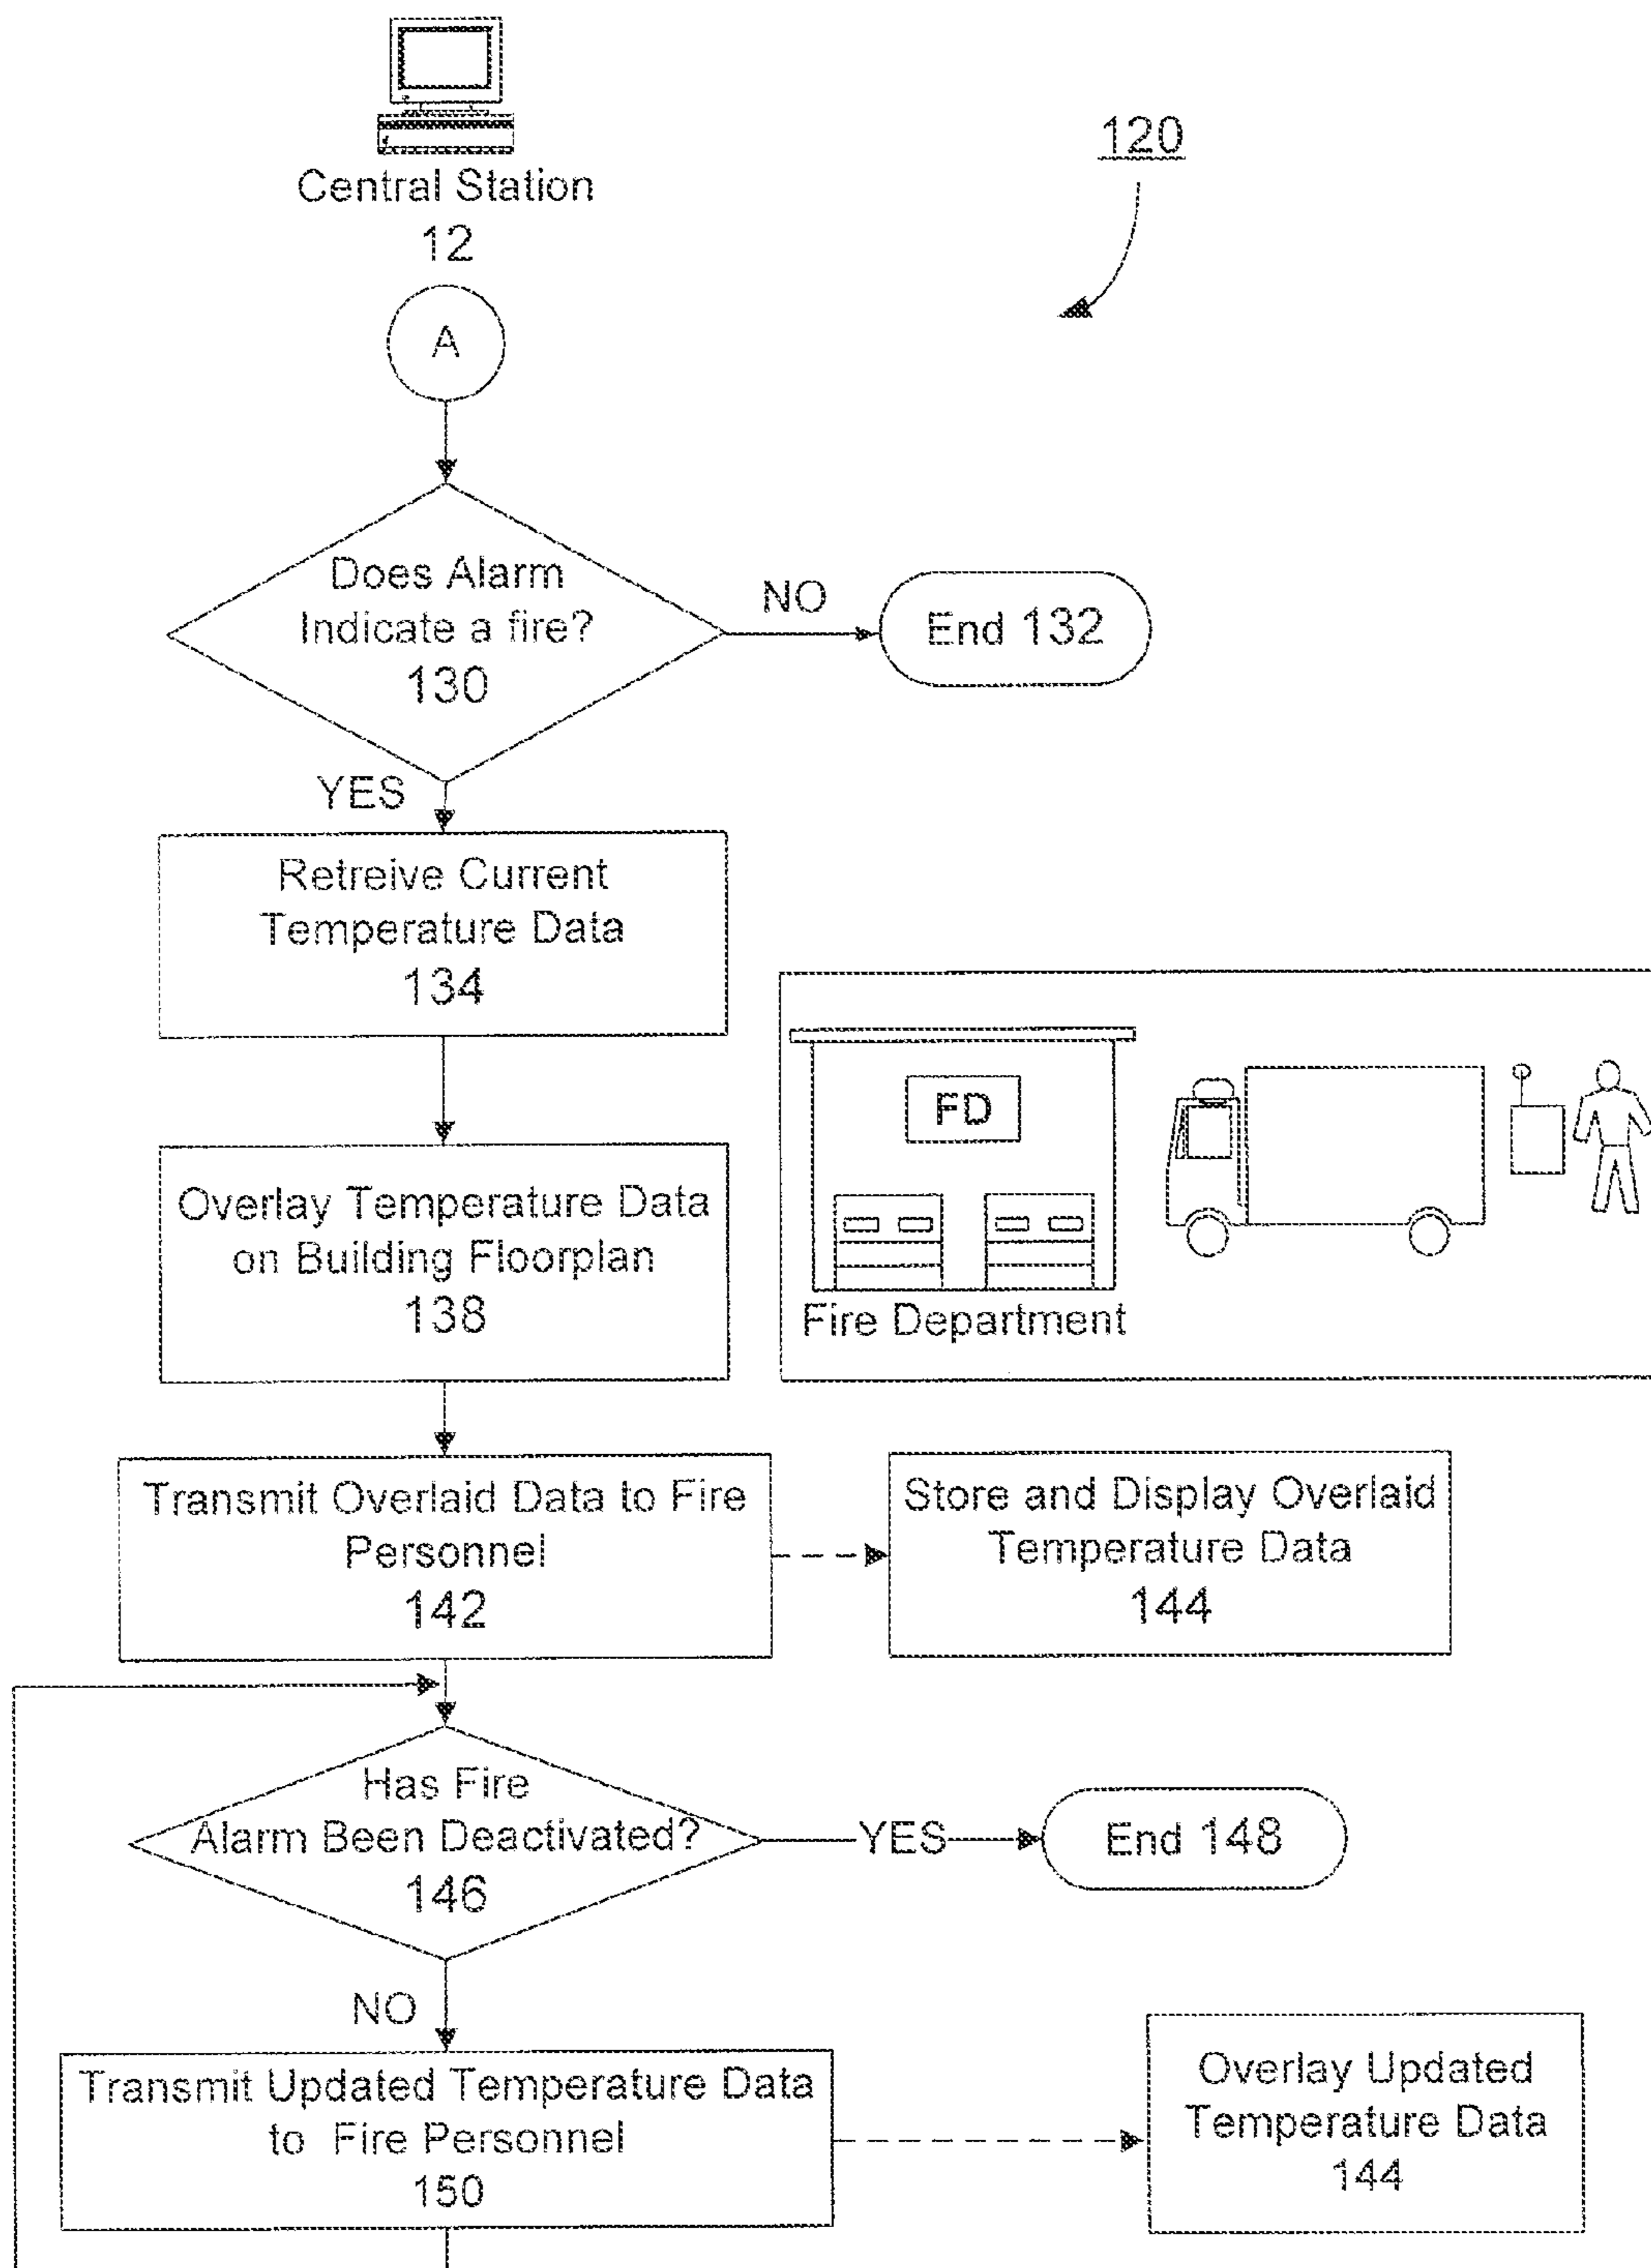 Central Station
12
120
A
Does Alarm
Indicate a fire?
130
NO
End 132
YES
Retreive Current
Temperature Data
134
Overlay Temperature Data
on Building Floorplan
138
FD
Fire Department
Transmit Overlaid Data to Fire
Personnel
142
Store and Display Overlaid
Temperature Data
144
Has Fire
Alarm Been Deactivated?
146
YES
End 148
NO
Transmit Updated Temperature Data
to Fire Personnel
150
Overlay Updated
Temperature Data
144